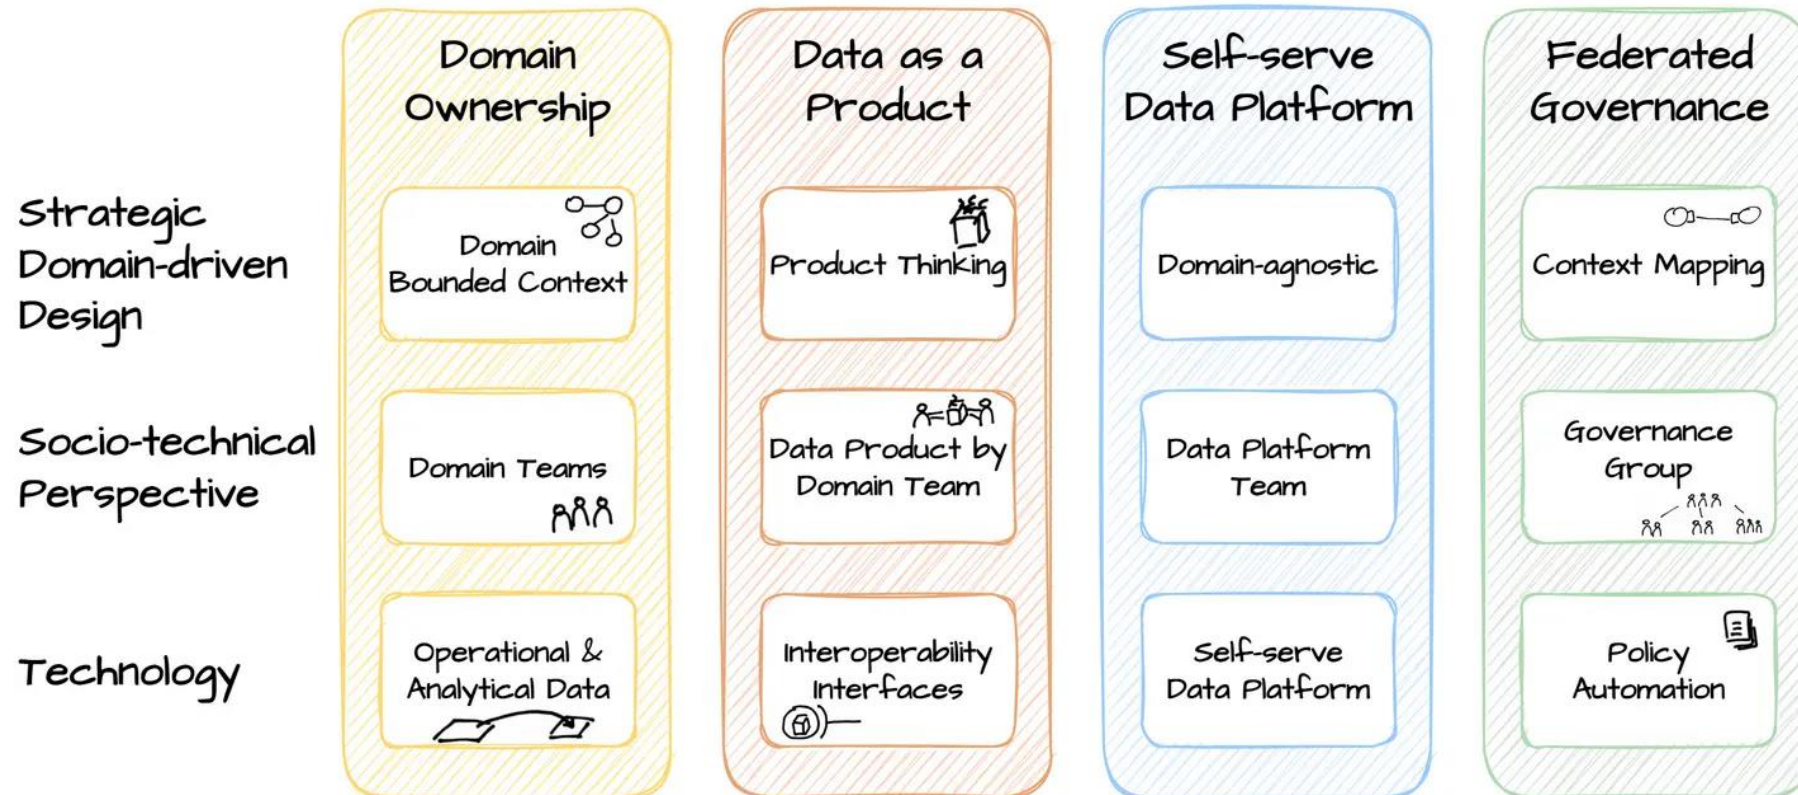 Domain
Ownership
Data as a
Product
Self-serve
Data Platform
Federated
Governance
Strategic
Domain-driven
Design
Domain
Bounded Context
Product Thinking
Domain-agnostic
Context Mapping
Socio-technical
Perspective
Domain Teams
Data Product by
Domain Team
Data Platform
Team
Governance
Group
Technology
Operational &
Analytical Data
Interoperability
Interfaces
Self-serve
Data Platform
Policy
Automation